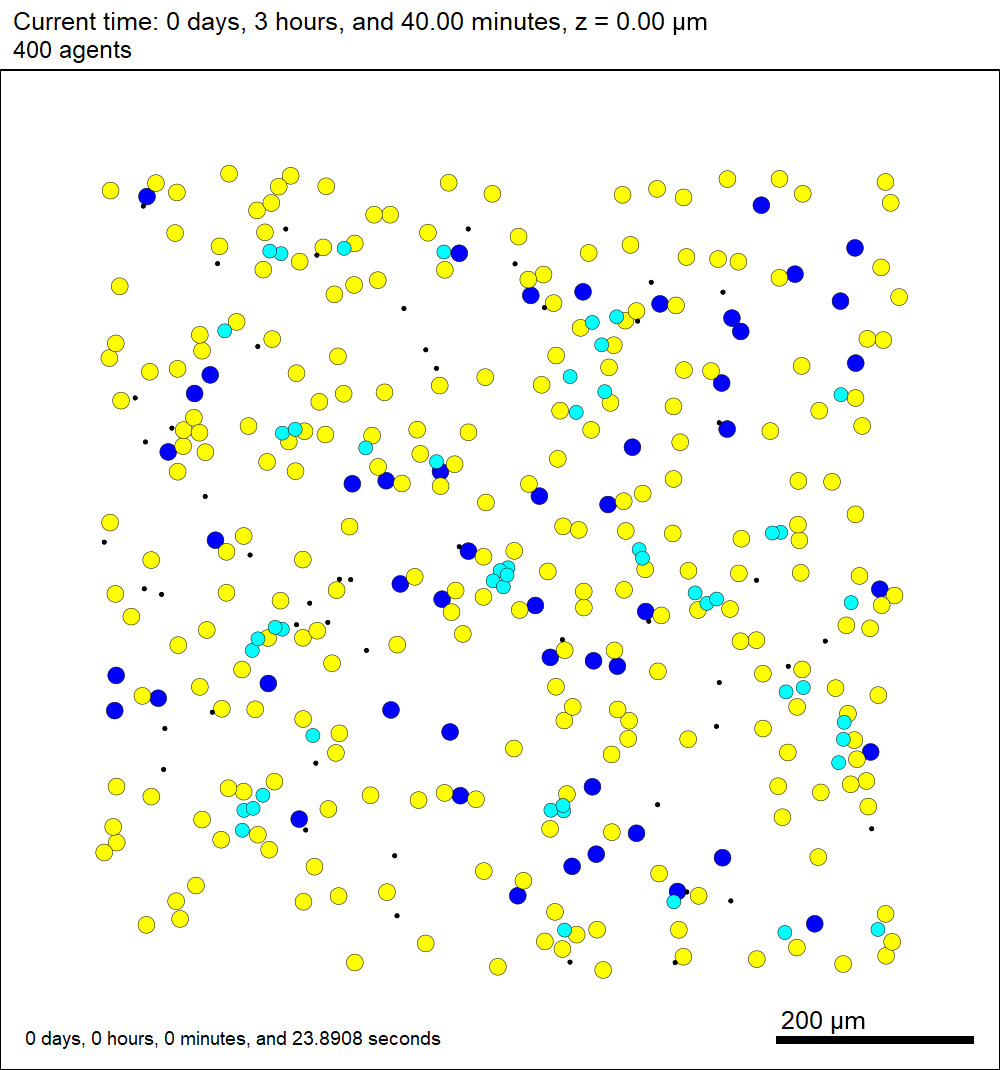 Current time: 0 days, 3 hours, and 40.00 minutes, z = 0.00 µm
400 agents
200 µm
0 days, 0 hours, 0 minutes, and 23.8908 seconds